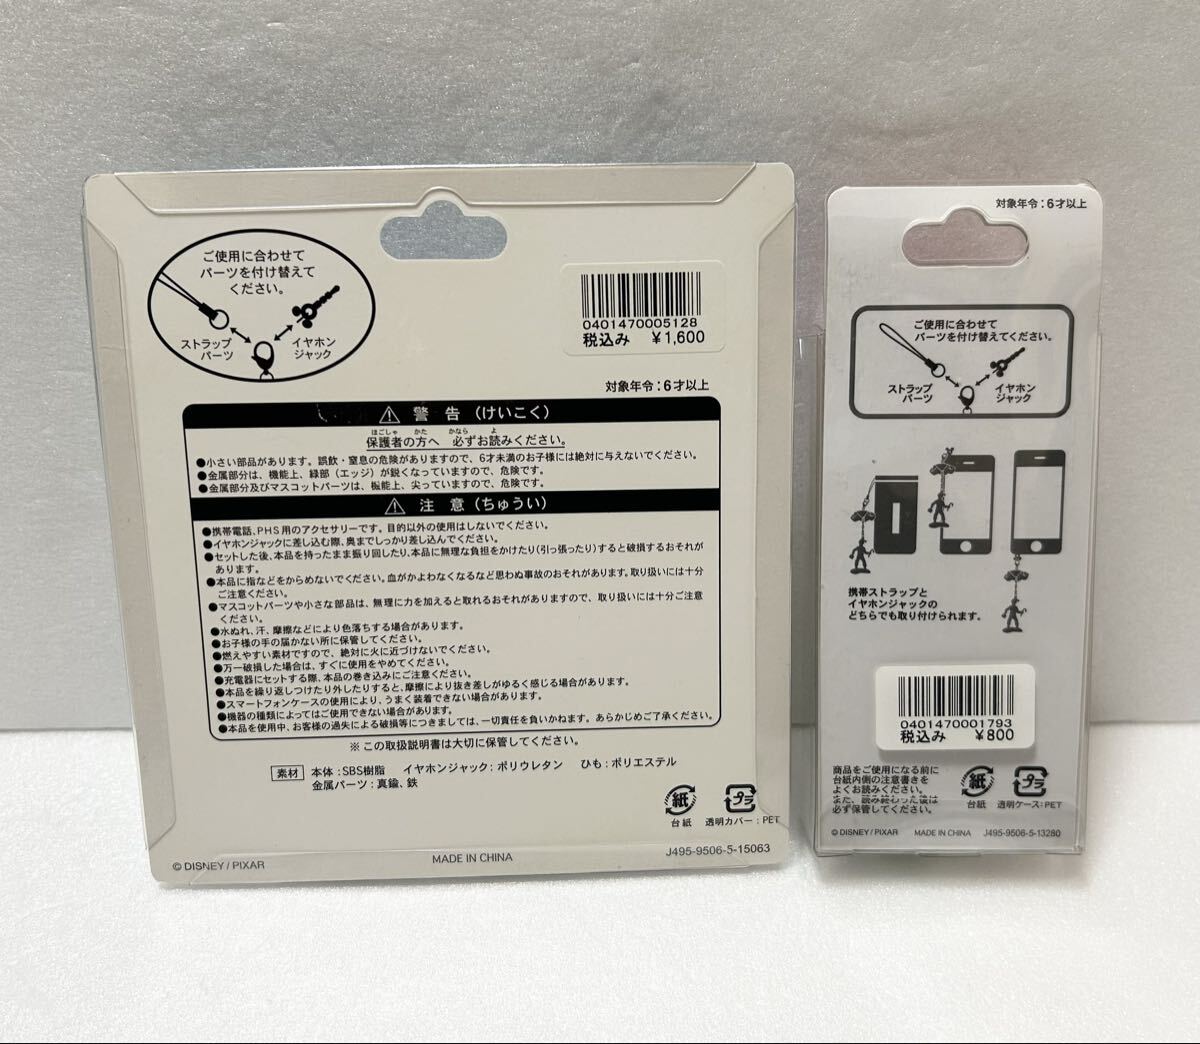 ご使用に合わせて
パーツを付け替えて
ください。
ストラップ
パーツ
イヤホン
ジャック
0401470005128
税込み ¥1,600
対象年令：6才以上
⚠ 警告（けいこく）
ほごしゃ かた かなら よ
保護者の方へ 必ずお読みください。
●小さい部品があります。誤飲・窒息の危険がありますので、6才未満のお子様には絶対に与えないでください。
●金属部分は、機能上、縁部（エッジ）が鋭くなっていますので、危険です。
●金属部分及びマスコットパーツは、機能上、尖っていますので、危険です。
⚠ 注意（ちゅうい）
●携帯電話、PHS用のアクセサリーです。目的以外の使用はしないでください。
●イヤホンジャックに差し込む際、奥までしっかり差し込んでください。
●セットした後、本品を持ったまま振り回したり、本品に無理な負担をかけたり（引っ張ったり）すると破損するおそれが
あります。
●本品に指などをからめないでください。血がかよわなくなるなど思わぬ事故のおそれがあります。取り扱いには十分
ご注意ください。
●マスコットパーツや小さな部品は、無理に力を加えると取れるおそれがありますので、取り扱いには十分ご注意
ください。
●水ぬれ、汗、摩擦などにより色落ちする場合があります。
●お子様の手の届かない所に保管してください。
●燃えやすい素材ですので、絶対に火に近づけないでください。
●万一破損した場合は、すぐに使用をやめてください。
●充電器にセットする際、本品の巻き込みにご注意ください。
●本品を繰り返しつけたり外したりすると、摩擦により抜き差しがゆるく感じる場合があります。
●スマートフォンケースの使用により、うまく装着できない場合があります。
●機器の種類によってはご使用できない場合があります。
●本品を使用中、お客様の過失による破損等につきましては、一切責任を負いかねます。あらかじめご了承ください。
※この取扱説明書は大切に保管してください。
素材 本体：SBS樹脂 イヤホンジャック：ポリウレタン ひも：ポリエステル
金属パーツ：真鍮、鉄
紙
プラ
台紙 透明カバー：PET
© DISNEY / PIXAR MADE IN CHINA J495-9506-5-15063
対象年令：6才以上
ご使用に合わせて
パーツを付け替えてください。
ストラップ
パーツ
イヤホン
ジャック
携帯ストラップと
イヤホンジャックの
どちらでも取り付けられます。
0401470001793
税込み ¥800
商品をご使用になる前に
台紙内側の注意書きを
よくお読みください。
また、読み終わった後は
必ず保管してください。
紙
プラ
台紙 透明ケース：PET
© DISNEY / PIXAR MADE IN CHINA J495-9506-5-13280